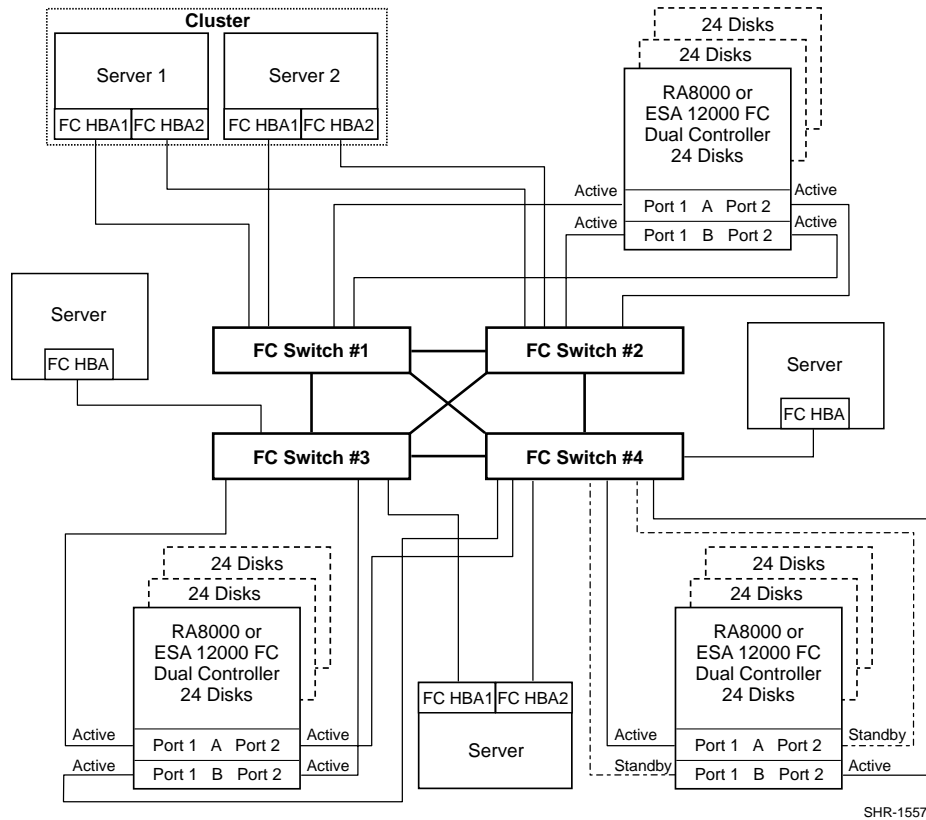 Cluster
Server 1
Server 2
FC HBA1 FC HBA2
FC HBA1 FC HBA2
24 Disks
24 Disks
RA8000 or
ESA 12000 FC
Dual Controller
24 Disks
Active
Port 1 A Port 2
Active
Active
Port 1 B Port 2
Active
Server
FC HBA
FC Switch #1
FC Switch #2
Server
FC HBA
FC Switch #3
FC Switch #4
24 Disks
24 Disks
RA8000 or
ESA 12000 FC
Dual Controller
24 Disks
Active
Port 1 A Port 2
Active
Active
Port 1 B Port 2
Active
FC HBA1 FC HBA2
Server
24 Disks
24 Disks
RA8000 or
ESA 12000 FC
Dual Controller
24 Disks
Active
Port 1 A Port 2
Standby
Standby
Port 1 B Port 2
Active
SHR-1557